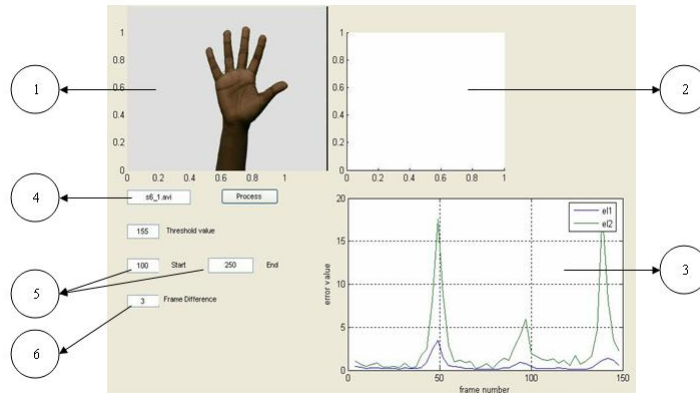 1
0.8
0.6
0.4
0.2
0
0 0.2 0.4 0.6 0.8 1
1
0.8
0.6
0.4
0.2
0
0 0.2 0.4 0.6 0.8 1
1
2
4
s6_1.avi Process
155 Threshold value
5
100 Start 250 End
6
3 Frame Difference
20
15
10
5
0
error value
el1
el2
3
0 50 100 150
frame number